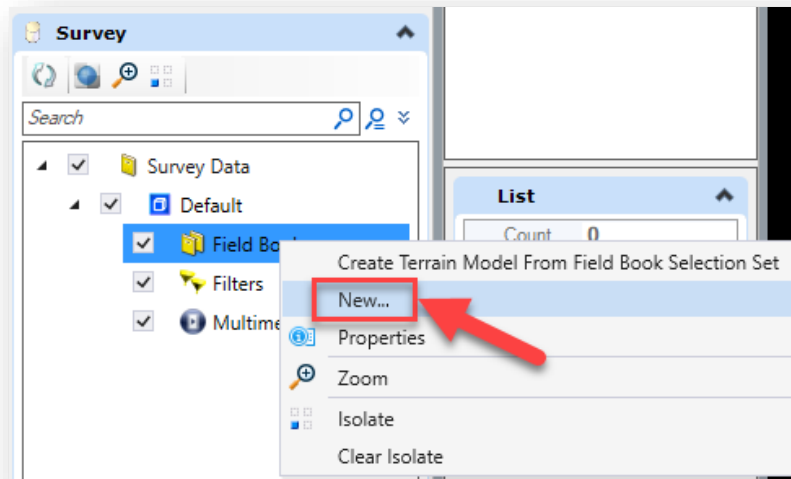 Survey
Search
Survey Data
Default
List
Field Bo
Count 0
Create Terrain Model From Field Book Selection Set
Filters
New...
Multime
Properties
Zoom
Isolate
Clear Isolate